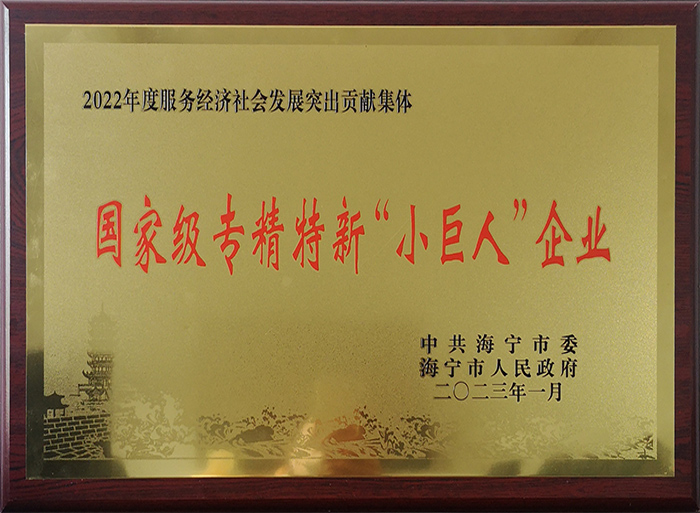 2022年度服务经济社会发展突出贡献集体
国家级专精特新“小巨人”企业
中共海宁市委
海宁市人民政府
二〇二三年一月